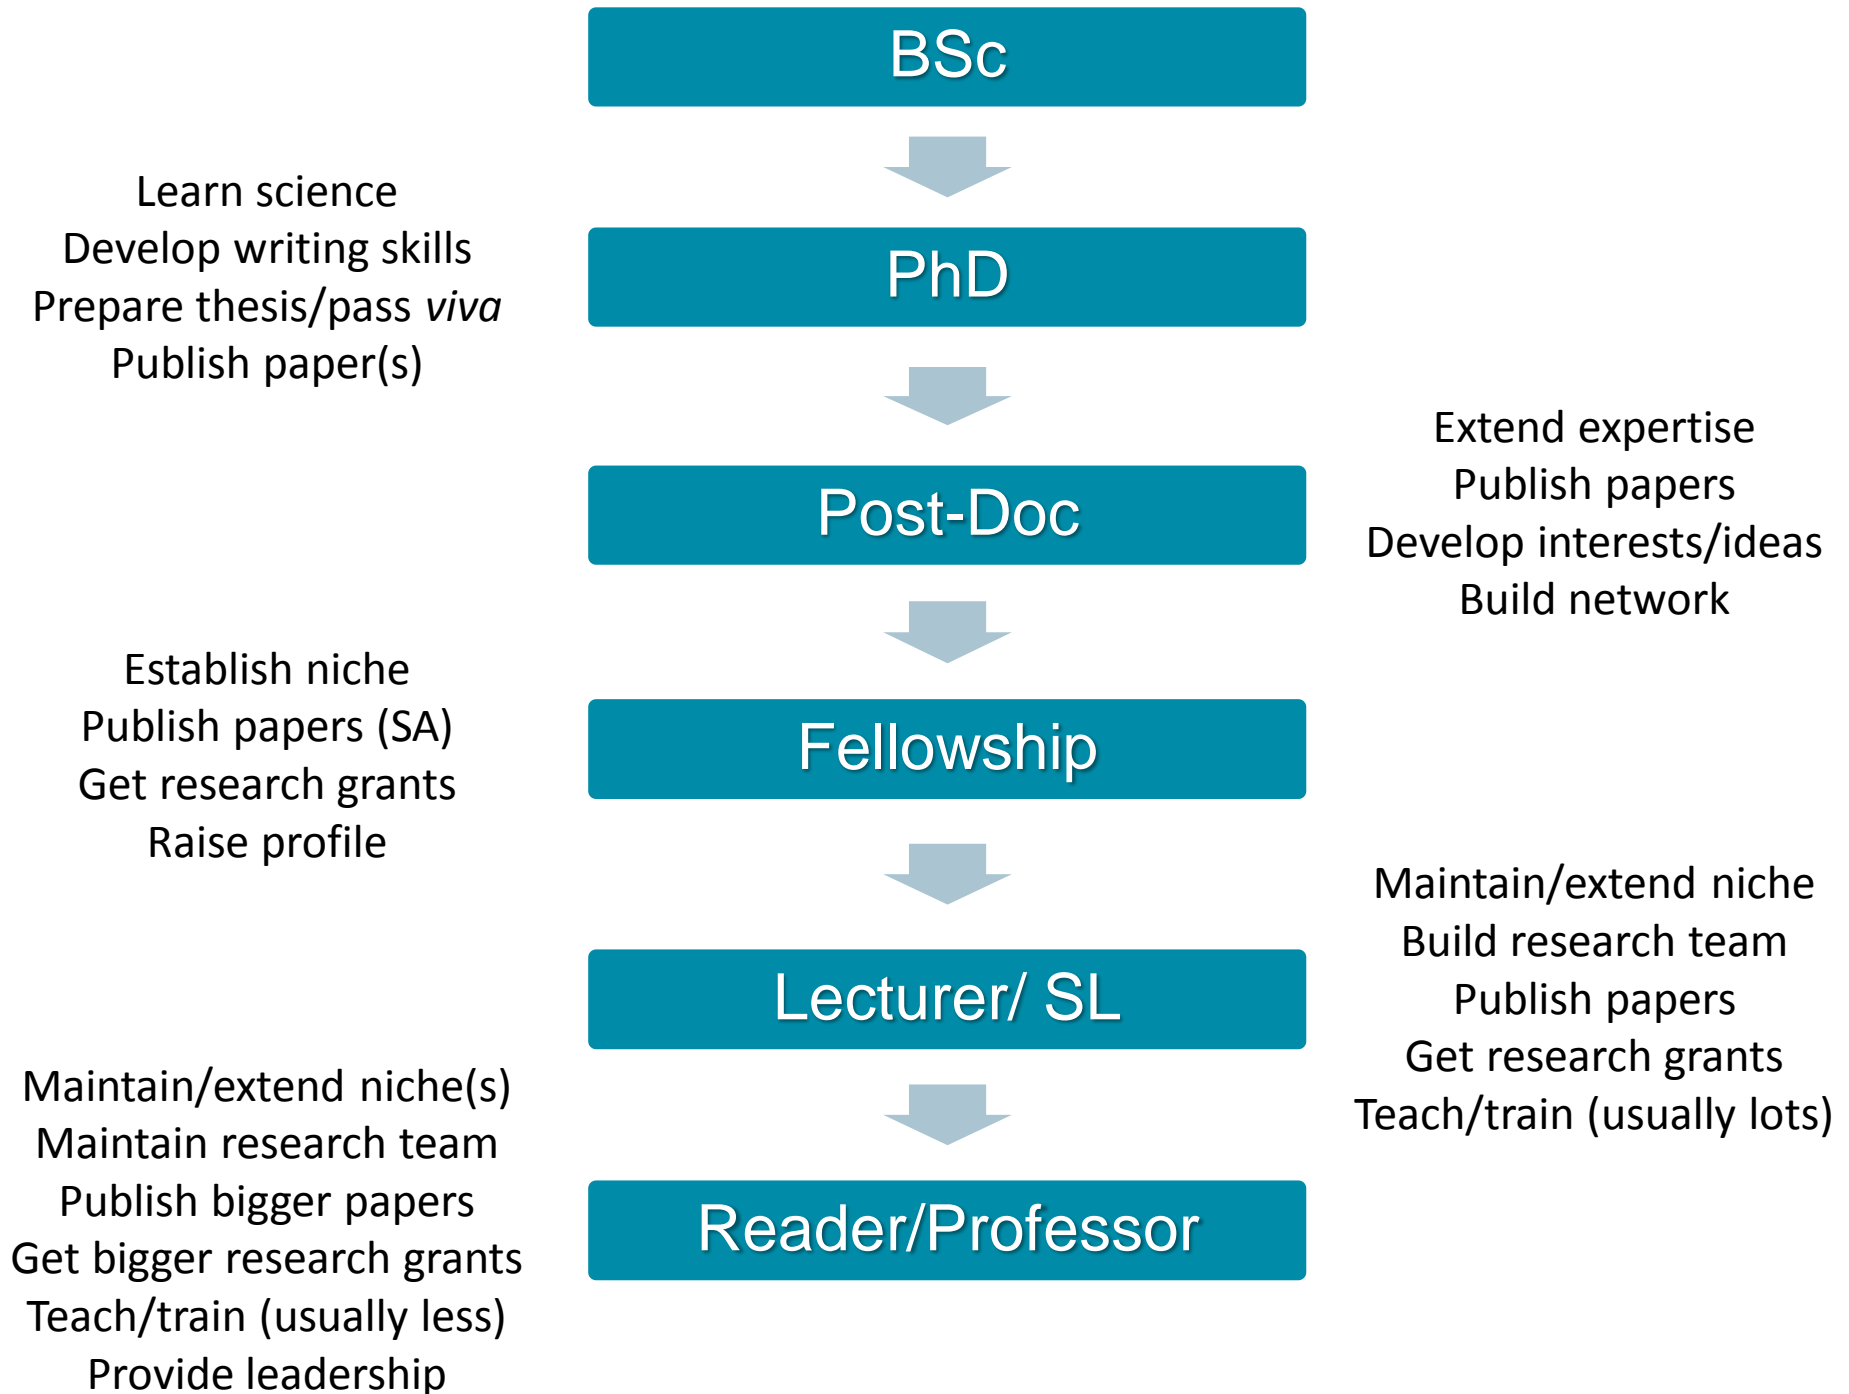 BSc
Learn science
Develop writing skills
Prepare thesis/pass viva
Publish paper(s)
PhD
Extend expertise
Publish papers
Develop interests/ideas
Build network
Post-Doc
Establish niche
Publish papers (SA)
Get research grants
Raise profile
Fellowship
Maintain/extend niche
Build research team
Publish papers
Get research grants
Teach/train (usually lots)
Lecturer/ SL
Maintain/extend niche(s)
Maintain research team
Publish bigger papers
Get bigger research grants
Teach/train (usually less)
Provide leadership
Reader/Professor